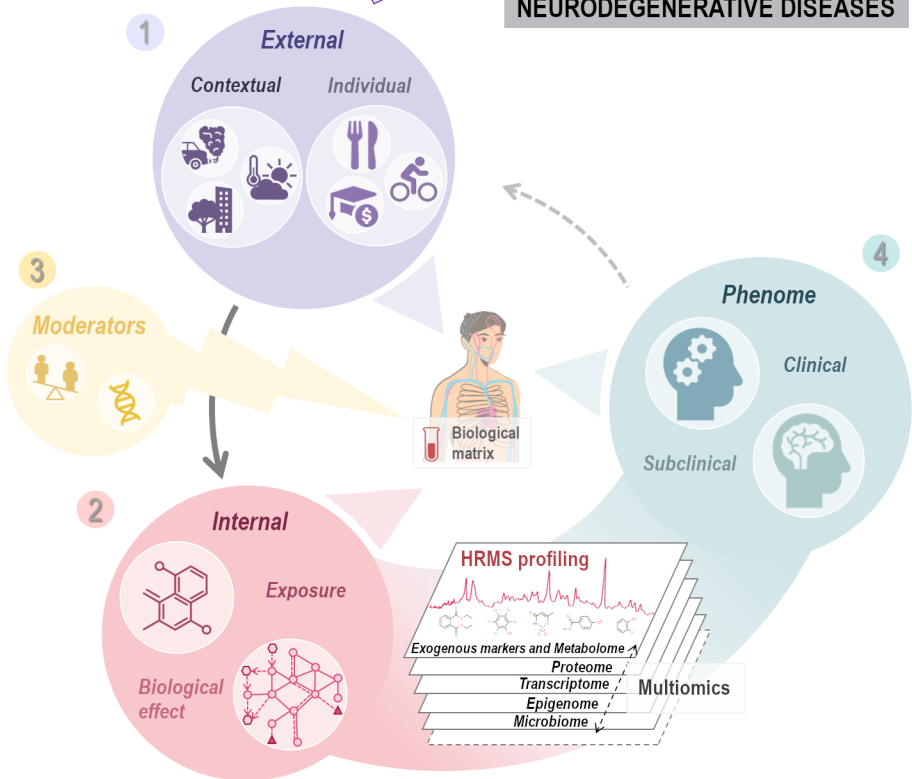 NEURODEGENERATIVE DISEASES
1
External
Contextual
Individual
3
Moderators
4
Phenome
Clinical
Subclinical
Biological
matrix
2
Internal
Exposure
Biological
effect
HRMS profiling
Exogenous markers and Metabolome
Proteome
Transcriptome
Epigenome
Microbiome
Multiomics